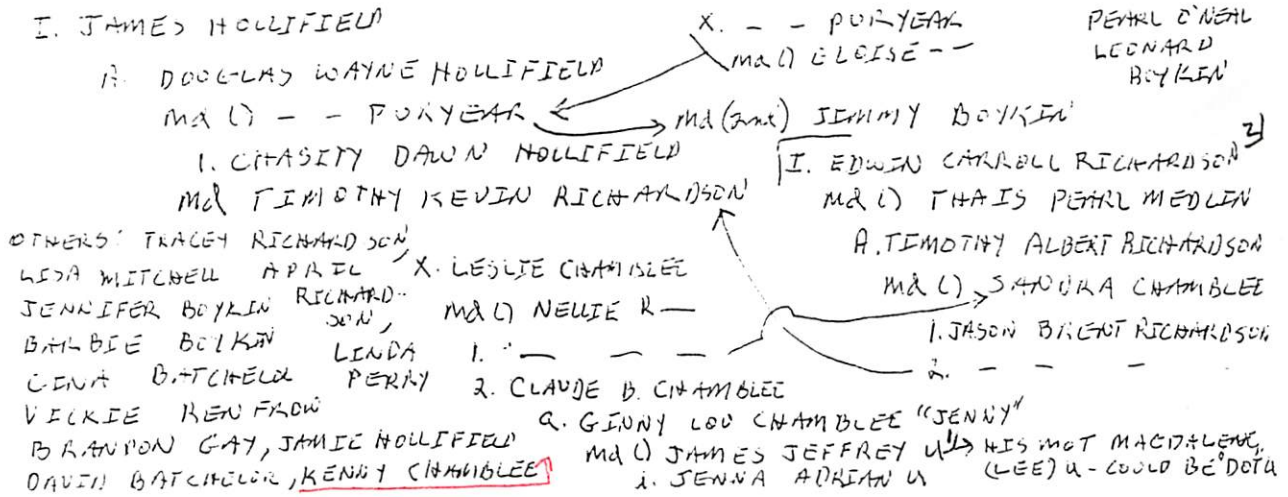 I. JAMES HOLLIFIELD
A. DOUGLAS WAYNE HOLLIFIELD
md () - - PURYEAR
1. CHASITY DAWN HOLLIFIELD
md TIMOTHY KEVIN RICHARDSON
X. - - PURYEAR
md () ELOISE - -
md (2nd) JIMMY BOYKIN
PEARL O'NEAL
LEONARD
BOYKIN
I. EDWIN CARROLL RICHARDSON
md () THAIS PEARL MEDLIN
A. TIMOTHY ALBERT RICHARDSON
md () SANDRA CHAMBLEE
1. JASON BRENT RICHARDSON
2. - - -
OTHERS: TRACEY RICHARDSON,
LISA MITCHELL APRIL
JENNIFER BOYKIN RICHARD-
SON,
BARBIE BOYKIN LINDA
LENA BATCHELOR PERRY
VICKIE RENFROW
BRANDON GAY, JAMIE HOLLIFIELD
DAVID BATCHELOR, KENNY CHAMBLEE
X. LESLIE CHAMBLEE
md () NELLIE R—
1. - — — —
2. CLAUDE B. CHAMBLEE
a. GINNY LOU CHAMBLEE "JENNY"
md () JAMES JEFFREY U
i. JENNA ADRIAN U
HIS MOT MAGDALENE
(LEE) U - COULD BE